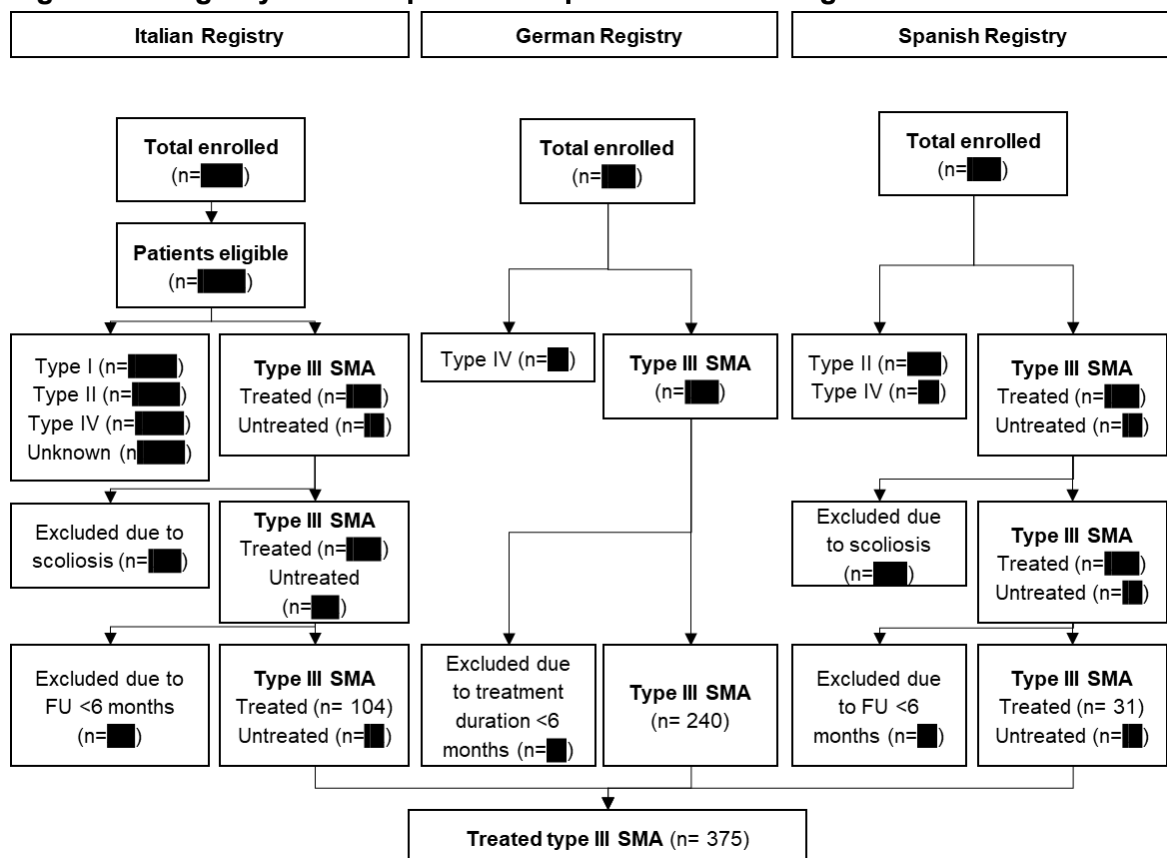 Italian Registry
Total enrolled
(n=)
Patients eligible
(n=)
Type I (n=)
Type II (n=)
Type IV (n=)
Unknown (n)
Type III SMA
Treated (n=)
Untreated (n=)
Excluded due to
scoliosis (n=)
Type III SMA
Treated (n=)
Untreated
(n=)
Excluded due to
FU <6 months
(n=)
Type III SMA
Treated (n= 104)
Untreated (n=)
German Registry
Total enrolled
(n=)
Type IV (n=)
Type III SMA
(n=)
Excluded due
to treatment
duration <6
months (n=)
Type III SMA
(n= 240)
Spanish Registry
Total enrolled
(n=)
Type II (n=)
Type IV (n=)
Type III SMA
Treated (n=)
Untreated (n=)
Excluded due
to scoliosis
(n=)
Type III SMA
Treated (n=)
Untreated (n=)
Excluded due
to FU <6
months (n=)
Type III SMA
Treated (n= 31)
Untreated (n=)
Treated type III SMA (n= 375)